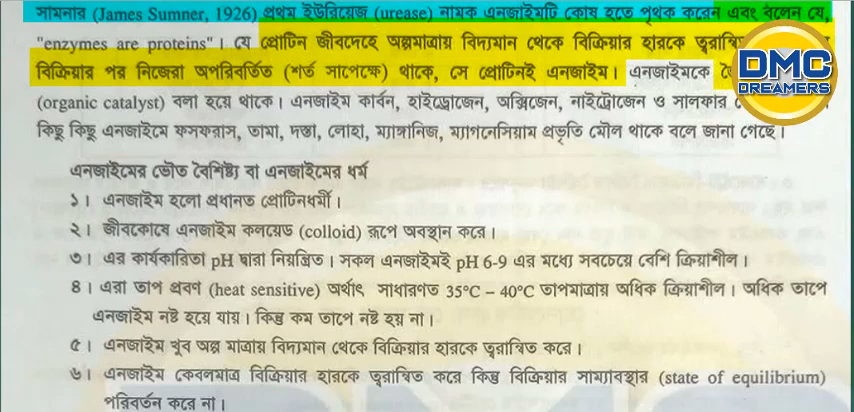 সামনার (James Sumner, 1926) প্রথম ইউরিয়েজ (urease) নামক এনজাইমটি কোষ হতে পৃথক করেন এবং বলেন যে,
"enzymes are proteins"। যে প্রোটিন জীবদেহে অল্পমাত্রায় বিদ্যমান থেকে বিক্রিয়ার হারকে
বিক্রিয়ার পর নিজেরা অপরিবর্তিত (শর্ত সাপেক্ষে) থাকে, সে প্রোটিনই এনজাইম। এনজাইমকে
(organic catalyst) বলা হয়ে থাকে। এনজাইম কার্বন, হাইড্রোজেন, অক্সিজেন, নাইট্রোজেন ও সালফার
কিছু কিছু এনজাইমে ফসফরাস, তামা, দস্তা, লোহা, ম্যাঙ্গানিজ, ম্যাগনেসিয়াম প্রভৃতি মৌল থাকে বলে জানা গেছে।
DMC
DREAMERS
এনজাইমের ভৌত বৈশিষ্ট্য বা এনজাইমের ধর্ম
১। এনজাইম হলো প্রধানত প্রোটিনধর্মী।
২। জীবকোষে এনজাইম কলয়েড (colloid) রূপে অবস্থান করে।
৩। এর কার্যকারিতা pH দ্বারা নিয়ন্ত্রিত। সকল এনজাইমই pH 6-9 এর মধ্যে সবচেয়ে বেশি ক্রিয়াশীল।
৪। এরা তাপ প্রবণ (heat sensitive) অর্থাৎ সাধারণত 35°C – 40°C তাপমাত্রায় অধিক ক্রিয়াশীল। অধিক তাপে
এনজাইম নষ্ট হয়ে যায়। কিন্তু কম তাপে নষ্ট হয় না।
৫। এনজাইম খুব অল্প মাত্রায় বিদ্যমান থেকে বিক্রিয়ার হারকে ত্বরান্বিত করে।
৬। এনজাইম কেবলমাত্র বিক্রিয়ার হারকে ত্বরান্বিত করে কিন্তু বিক্রিয়ার সাম্যাবস্থার (state of equilibrium)
পরিবর্তন করে না।